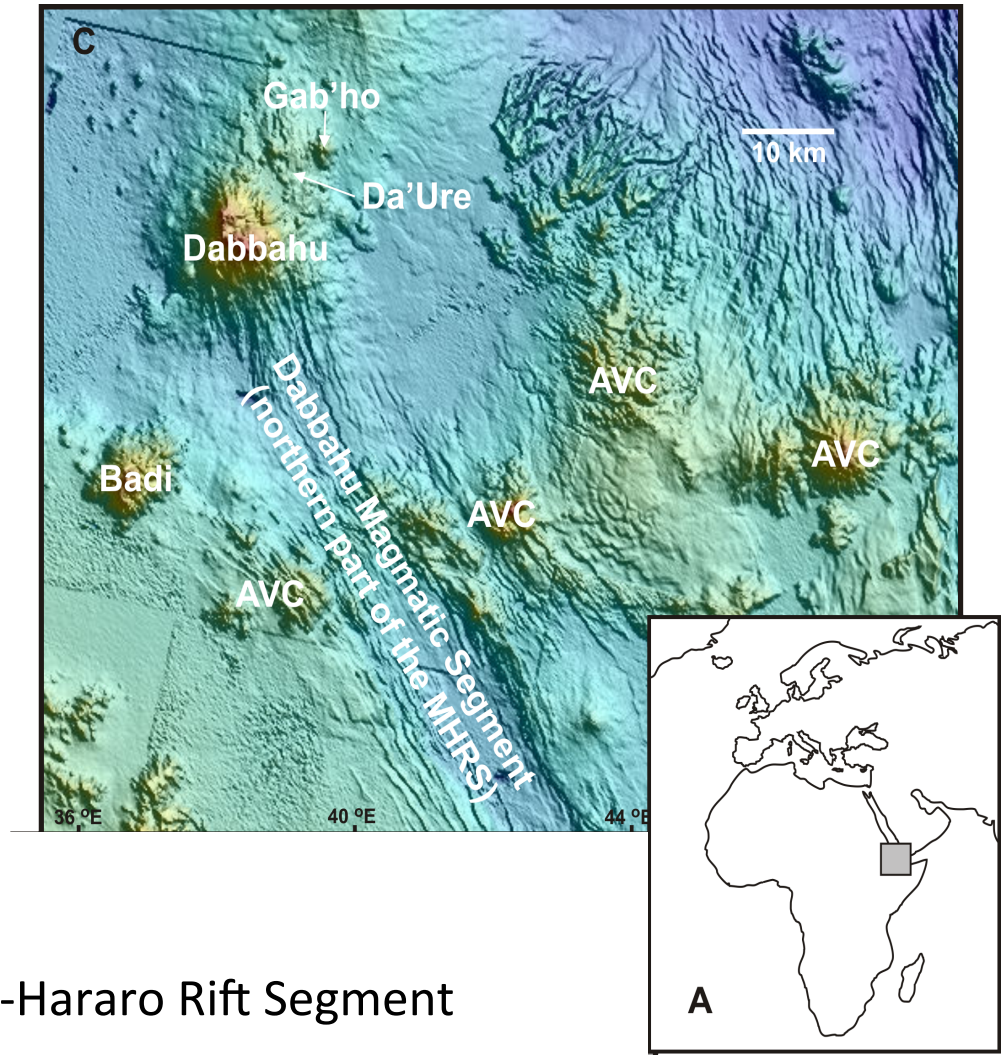 C
Gab’ho
10 km
Da’Ure
Dabbahu
AVC
AVC
Badi
AVC
AVC
Dabbahu Magmatic Segment
(northern part of the MHRS)
36 ºE
40 ºE
44 ºE
A
-Hararo Rift Segment